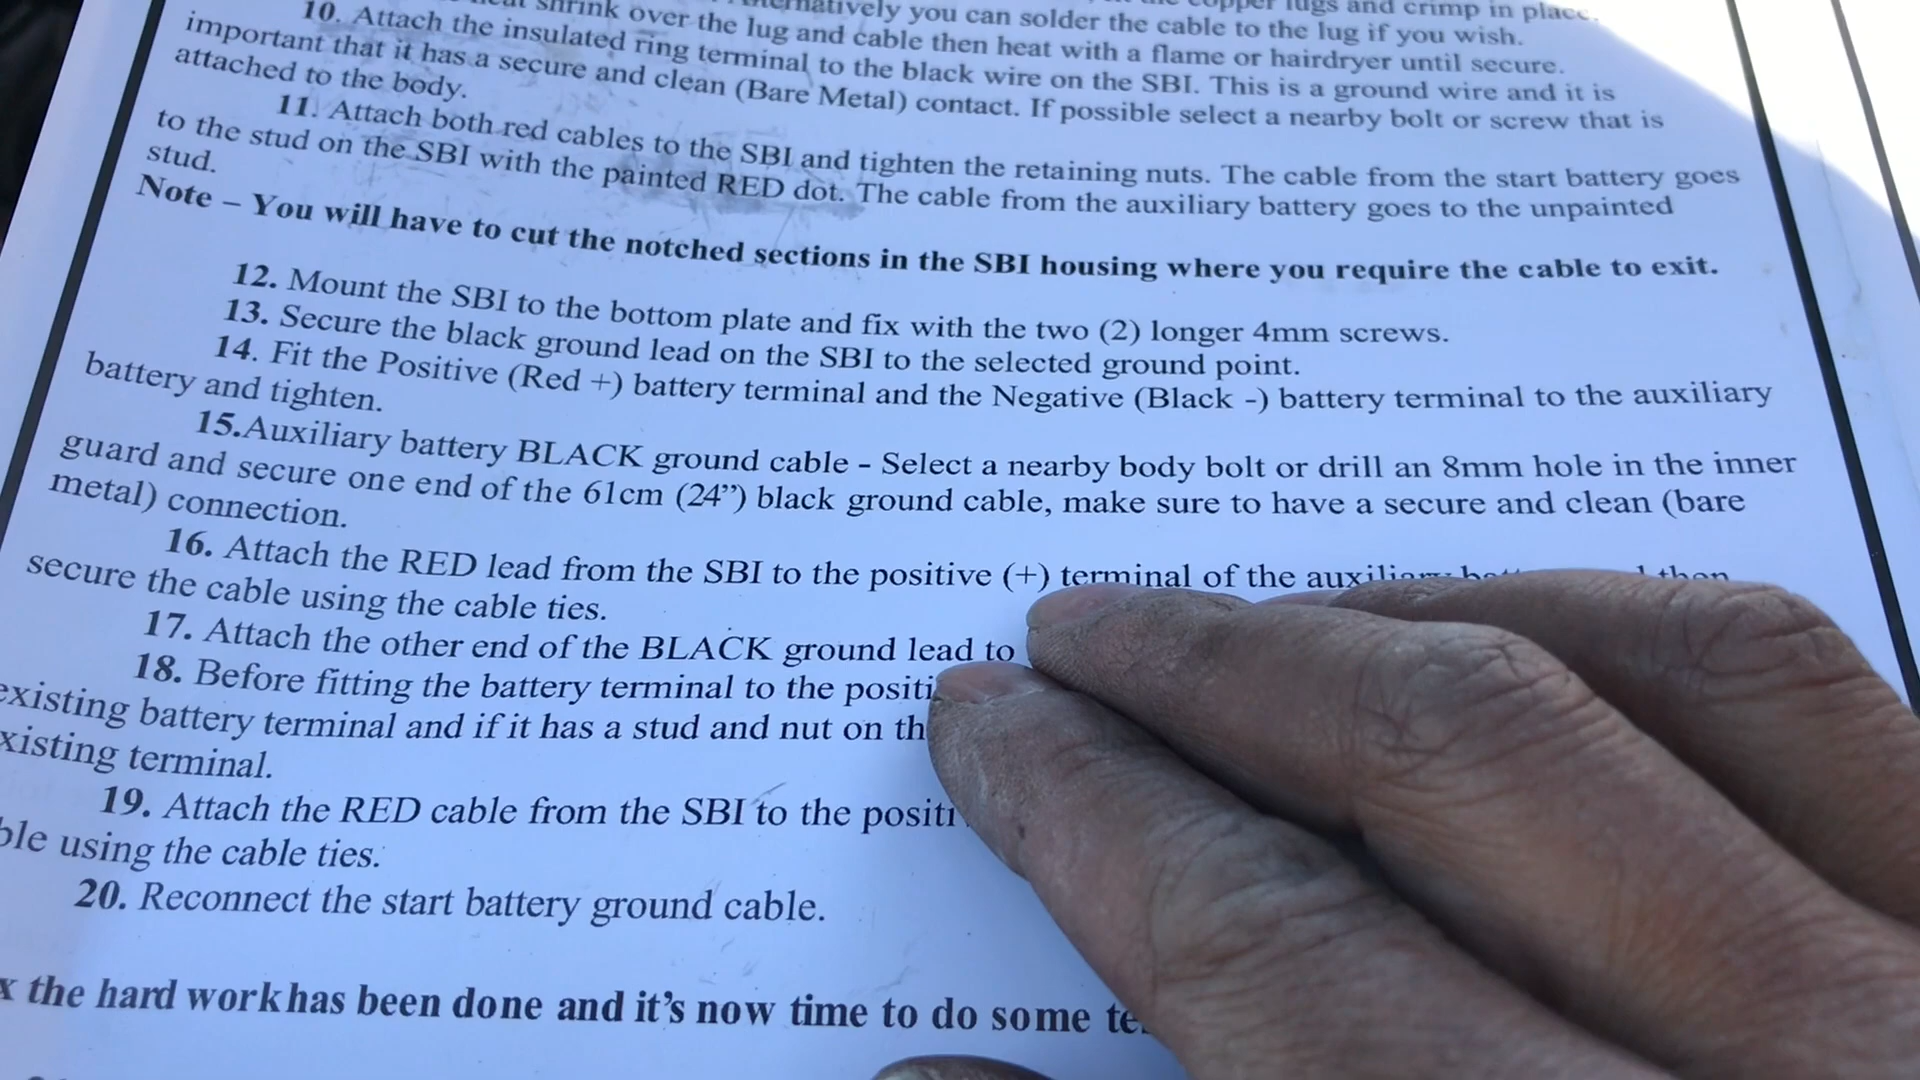 shrink over the lug and cable then heat with a flame or hairdryer until secure.
you can solder the cable to the lug if you wish.
lugs and crimp in place.
10. Attach the insulated ring terminal to the black wire on the SBI. This is a ground wire and it is
important that it has a secure and clean (Bare Metal) contact. If possible select a nearby bolt or screw that is
attached to the body.
11. Attach both red cables to the SBI and tighten the retaining nuts. The cable from the start battery goes
to the stud on the SBI with the painted RED dot. The cable from the auxiliary battery goes to the unpainted
stud.
Note – You will have to cut the notched sections in the SBI housing where you require the cable to exit.
12. Mount the SBI to the bottom plate and fix with the two (2) longer 4mm screws.
13. Secure the black ground lead on the SBI to the selected ground point.
14. Fit the Positive (Red +) battery terminal and the Negative (Black -) battery terminal to the auxiliary
battery and tighten.
15.Auxiliary battery BLACK ground cable - Select a nearby body bolt or drill an 8mm hole in the inner
guard and secure one end of the 61cm (24”) black ground cable, make sure to have a secure and clean (bare
metal) connection.
16. Attach the RED lead from the SBI to the positive (+) terminal of the auxiliary
secure the cable using the cable ties.
17. Attach the other end of the BLACK ground lead to
18. Before fitting the battery terminal to the positi
existing battery terminal and if it has a stud and nut on th
xisting terminal.
19. Attach the RED cable from the SBI to the positi
ble using the cable ties.
20. Reconnect the start battery ground cable.
x the hard work has been done and it’s now time to do some te